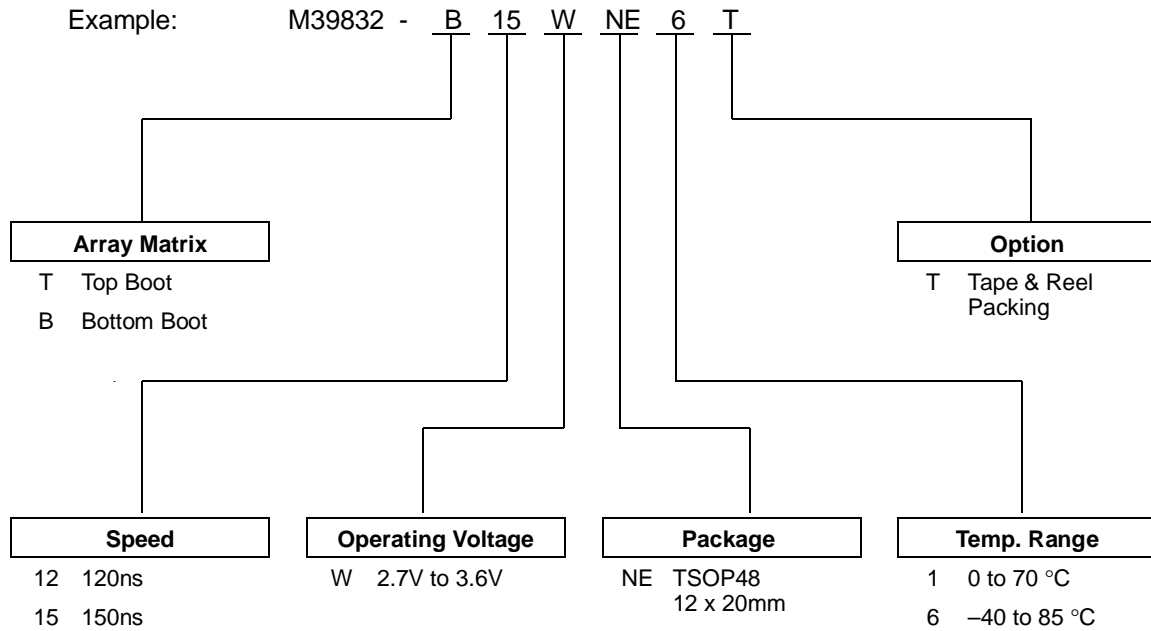 Example: M39832 - B 15 W NE 6 T
Array Matrix
T Top Boot
B Bottom Boot
Option
T Tape & Reel
Packing
Speed
12 120ns
15 150ns
Operating Voltage
W 2.7V to 3.6V
Package
NE TSOP48
12 x 20mm
Temp. Range
1 0 to 70 °C
6 –40 to 85 °C